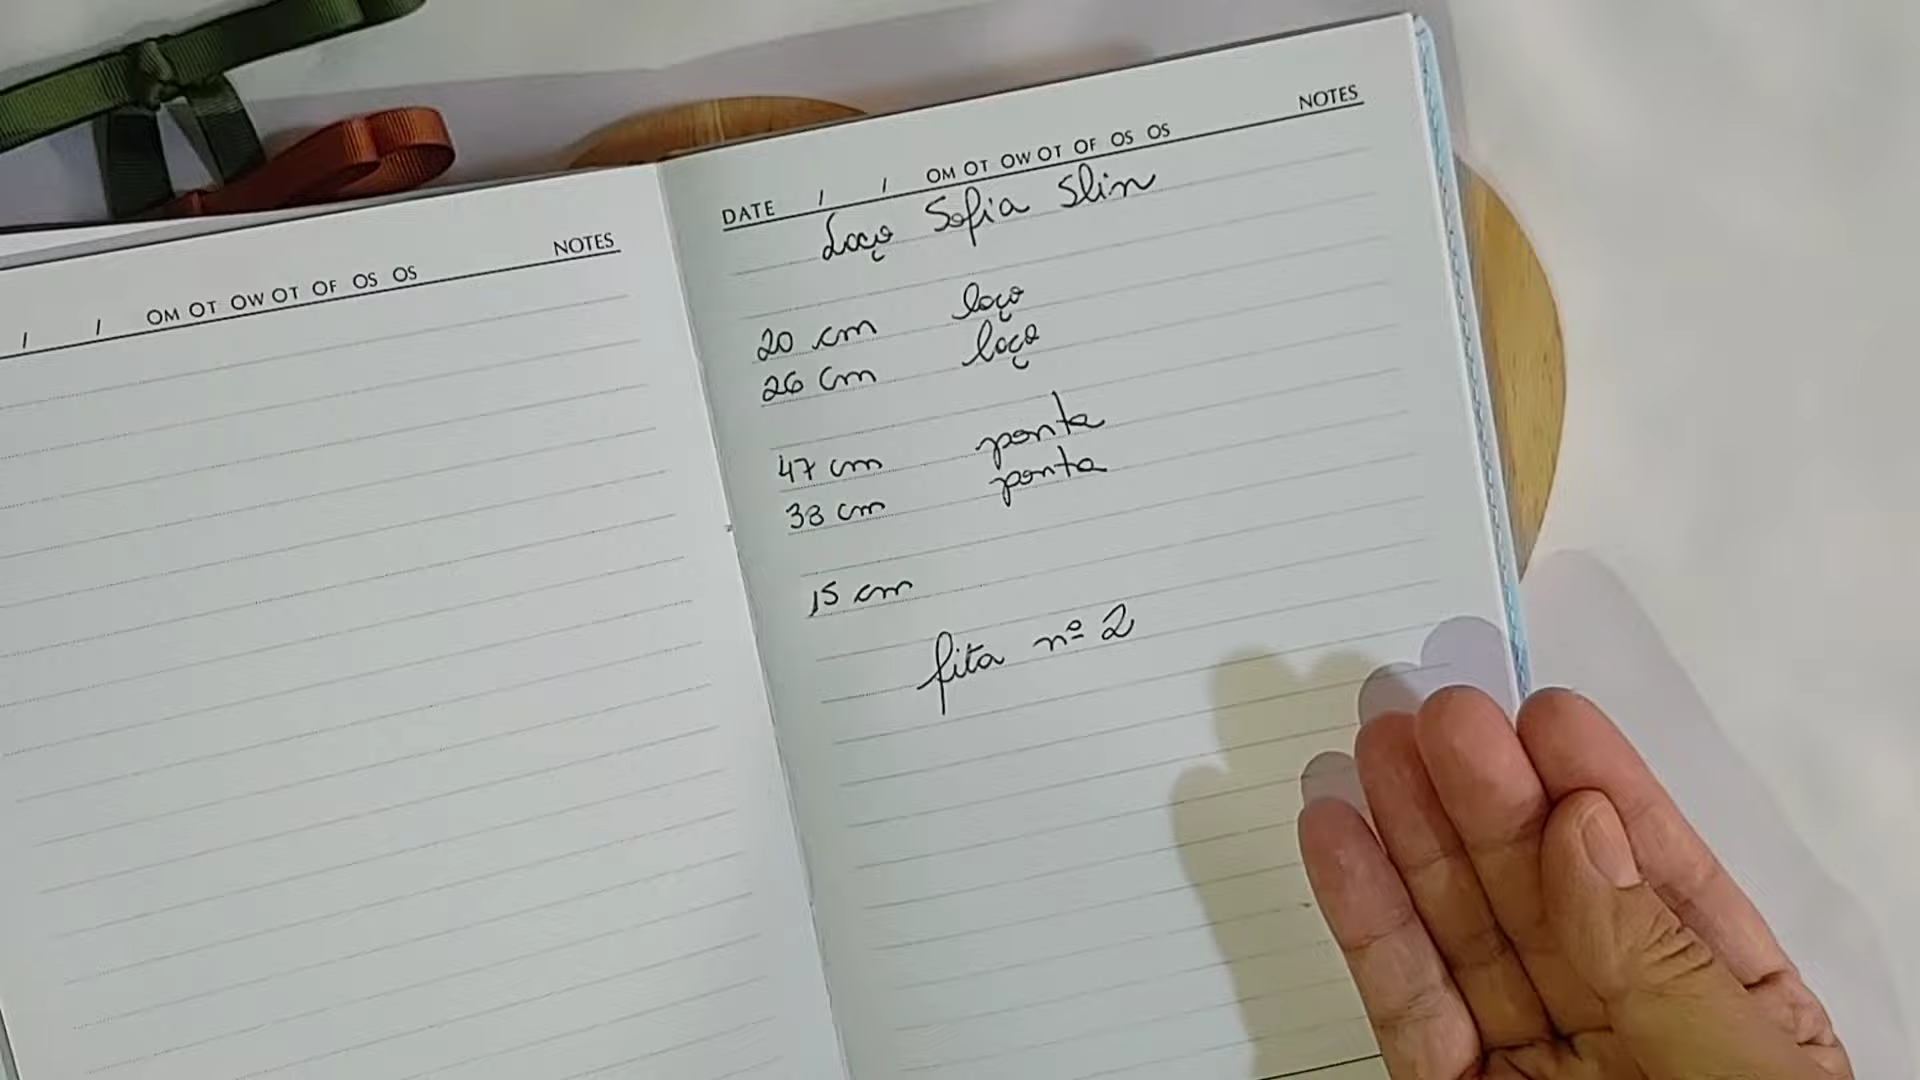 / / OM OT OW OT OF OS OS NOTES
DATE / / OM OT OW OT OF OS OS NOTES
Laço Sofia Slin
20 cm laço
26 cm laço
47 cm ponta
38 cm ponta
15 cm
fita nº 2